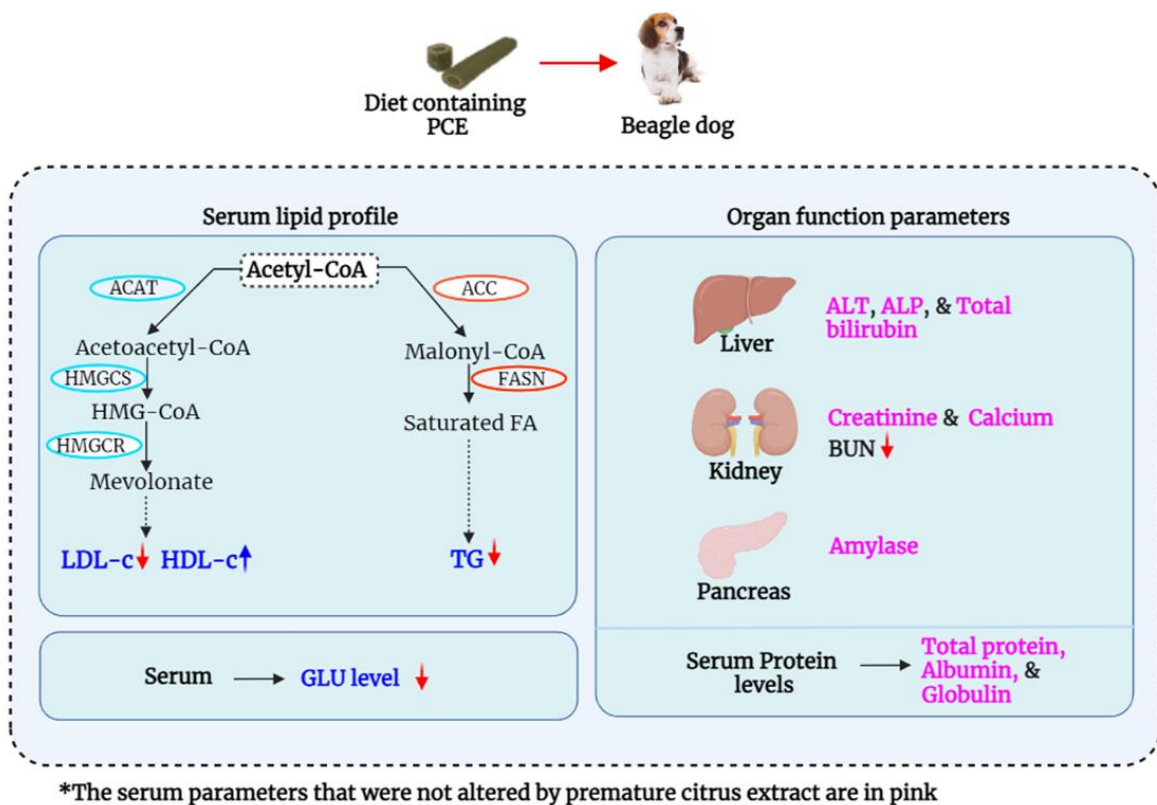 Diet containing
PCE
Beagle dog
Serum lipid profile
Acetyl-CoA
ACAT
ACC
Acetoacetyl-CoA
Malonyl-CoA
HMGCS
FASN
HMG-CoA
Saturated FA
HMGCR
Mevolonate
LDL-c HDL-c
TG
Serum GLU level
Organ function parameters
Liver
ALT, ALP, & Total
bilirubin
Kidney
Creatinine & Calcium
BUN
Pancreas
Amylase
Serum Protein
levels
Total protein,
Albumin, &
Globulin
*The serum parameters that were not altered by premature citrus extract are in pink